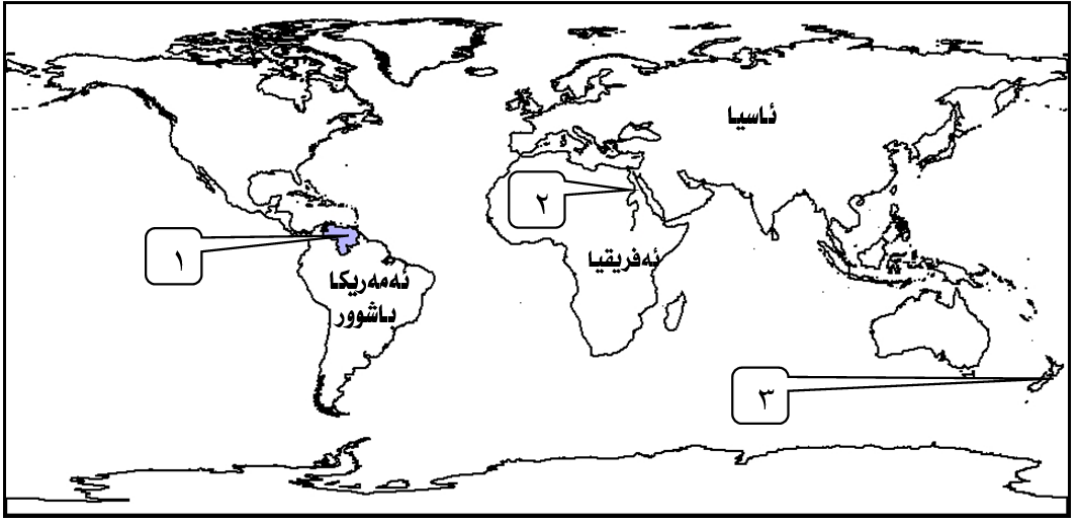 ئاسیا
٢
ئەفریقیا
١
ئەمەریکا
باشوور
٣